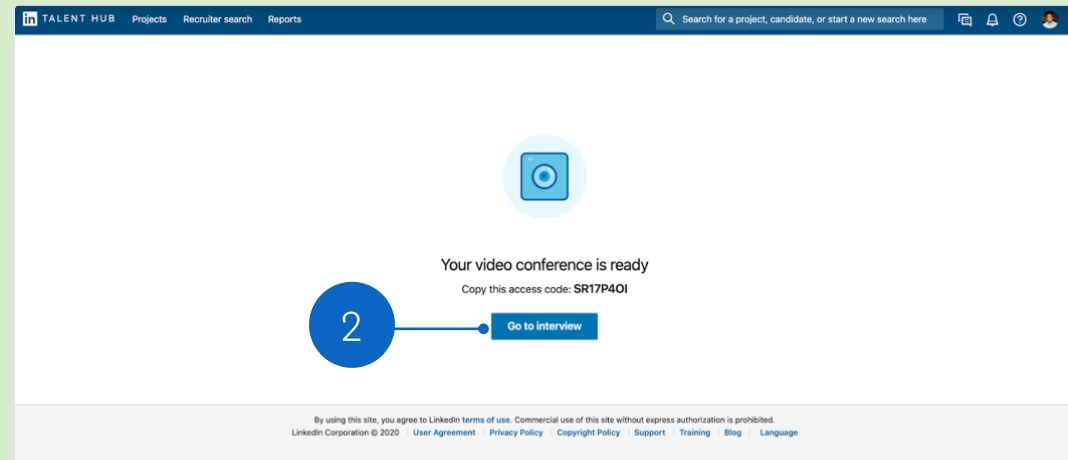 in TALENT HUB Projects Recruiter search Reports Search for a project, candidate, or start a new search here
Your video conference is ready
Copy this access code: SR17P4OI
2
Go to interview
By using this site, you agree to LinkedIn terms of use. Commercial use of this site without express authorization is prohibited.
LinkedIn Corporation © 2020 User Agreement Privacy Policy Copyright Policy Support Training Blog Language